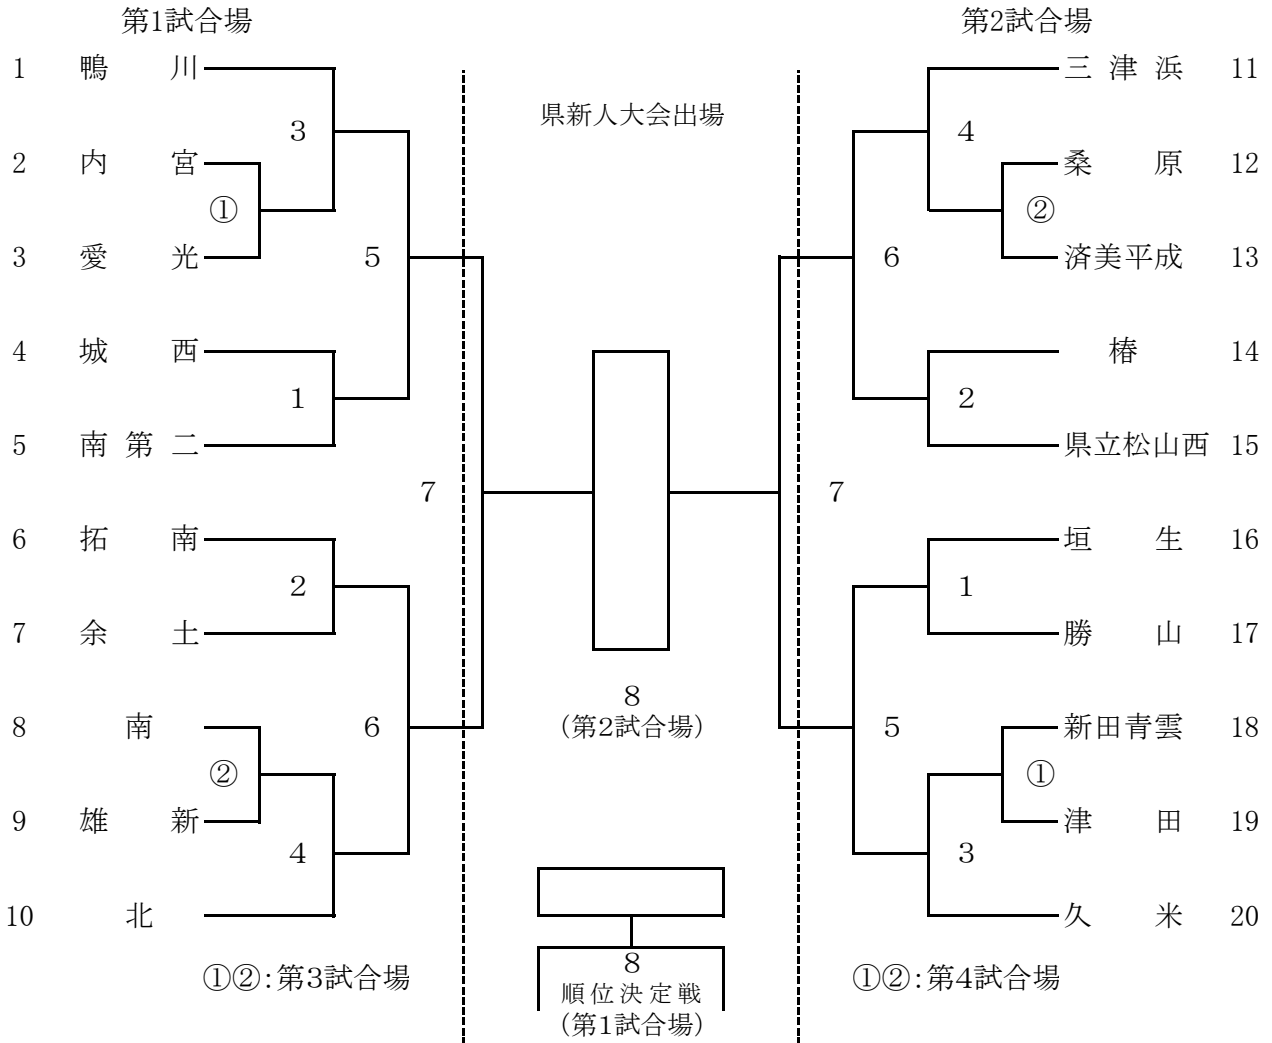 第1試合場
第2試合場
1 鴨川
三津浜 11
県新人大会出場
3
4
2 内宮
桑原 12
①
②
3 愛光
5
6
済美平成 13
4 城西
椿 14
1
2
5 南第二
県立松山西 15
7
7
6 拓南
垣生 16
2
1
7 余土
勝山 17
8
(第2試合場)
8 南
6
5
新田青雲 18
②
①
9 雄新
津田 19
4
3
10 北
久米 20
①②:第3試合場
8
順位決定戦
(第1試合場)
①②:第4試合場